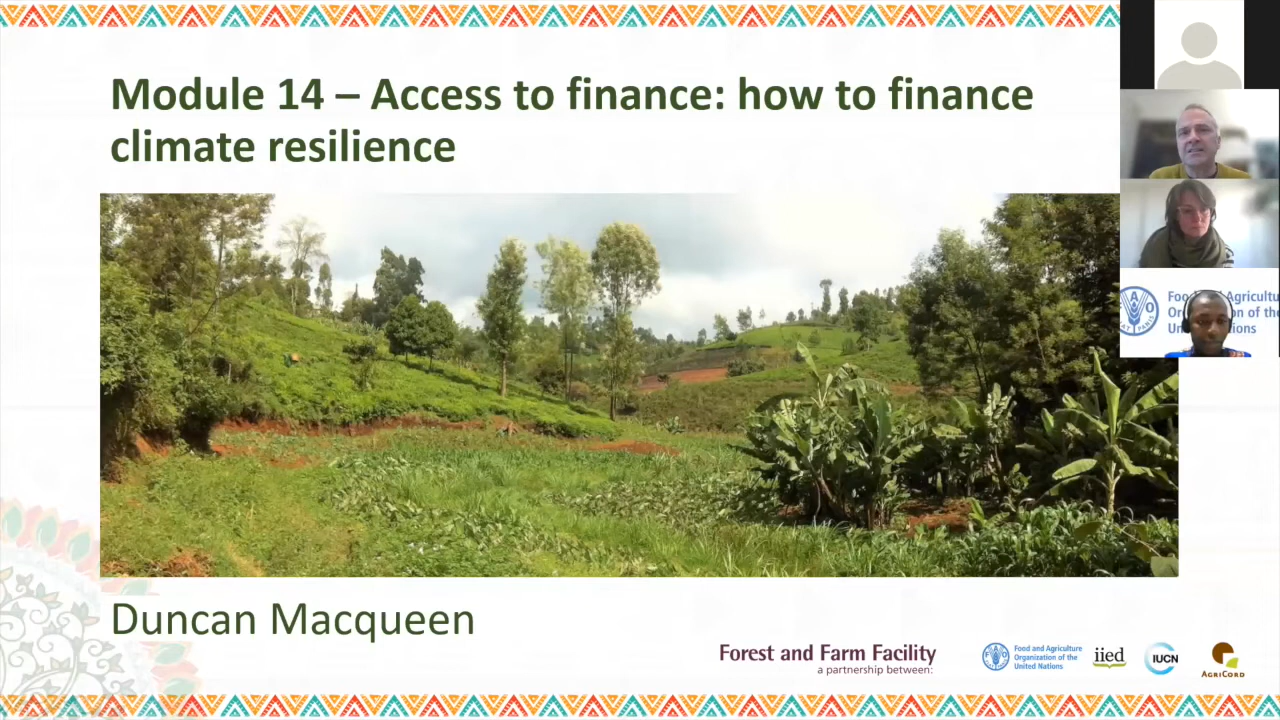 Module 14 – Access to finance: how to finance
climate resilience
Duncan Macqueen
Forest and Farm Facility
a partnership between:
Food and Agriculture
Organization of the
United Nations
iied
IUCN
AGRICORD